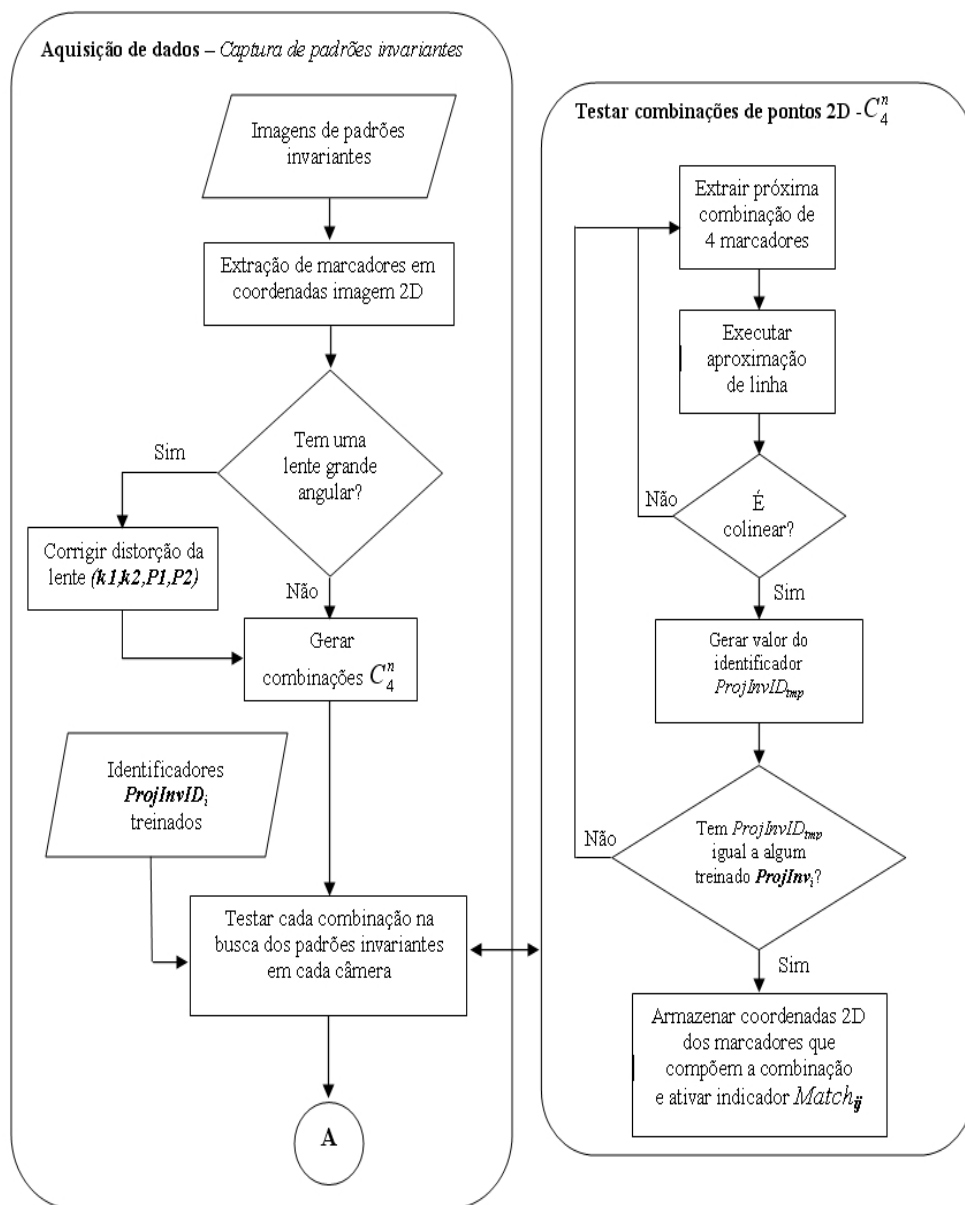 Aquisição de dados – Captura de padrões invariantes
Imagens de padrões
invariantes
Extração de marcadores em
coordenadas imagem 2D
Tem uma
lente grande
angular?
Sim
Não
Corrigir distorção da
lente (k1,k2,P1,P2)
Gerar
combinações C₄ⁿ
Identificadores
ProjInvIDᵢ
treinados
Testar cada combinação na
busca dos padrões invariantes
em cada câmera
A
Testar combinações de pontos 2D - C₄ⁿ
Extrair próxima
combinação de
4 marcadores
Executar
aproximação
de linha
É
colinear?
Não
Sim
Gerar valor do
identificador
ProjInvID_tmp
Tem ProjInvID_tmp
igual a algum
treinado ProjInvᵢ?
Não
Sim
Armazenar coordenadas 2D
dos marcadores que
compõem a combinação
e ativar indicador Match_ij